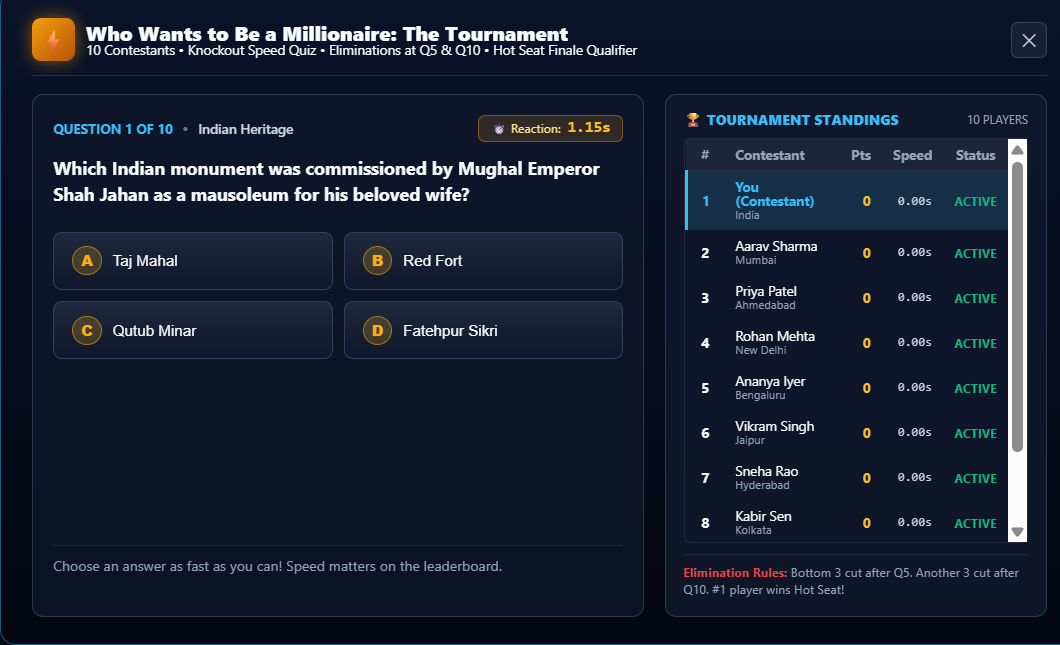 Who Wants to Be a Millionaire: The Tournament
10 Contestants • Knockout Speed Quiz • Eliminations at Q5 & Q10 • Hot Seat Finale Qualifier
QUESTION 1 OF 10 • Indian Heritage
Reaction: 1.15s
Which Indian monument was commissioned by Mughal Emperor
Shah Jahan as a mausoleum for his beloved wife?
A Taj Mahal
B Red Fort
C Qutub Minar
D Fatehpur Sikri
Choose an answer as fast as you can! Speed matters on the leaderboard.
TOURNAMENT STANDINGS
10 PLAYERS
# Contestant Pts Speed Status
1 You (Contestant) India 0 0.00s ACTIVE
2 Aarav Sharma Mumbai 0 0.00s ACTIVE
3 Priya Patel Ahmedabad 0 0.00s ACTIVE
4 Rohan Mehta New Delhi 0 0.00s ACTIVE
5 Ananya Iyer Bengaluru 0 0.00s ACTIVE
6 Vikram Singh Jaipur 0 0.00s ACTIVE
7 Sneha Rao Hyderabad 0 0.00s ACTIVE
8 Kabir Sen Kolkata 0 0.00s ACTIVE
Elimination Rules: Bottom 3 cut after Q5. Another 3 cut after
Q10. #1 player wins Hot Seat!